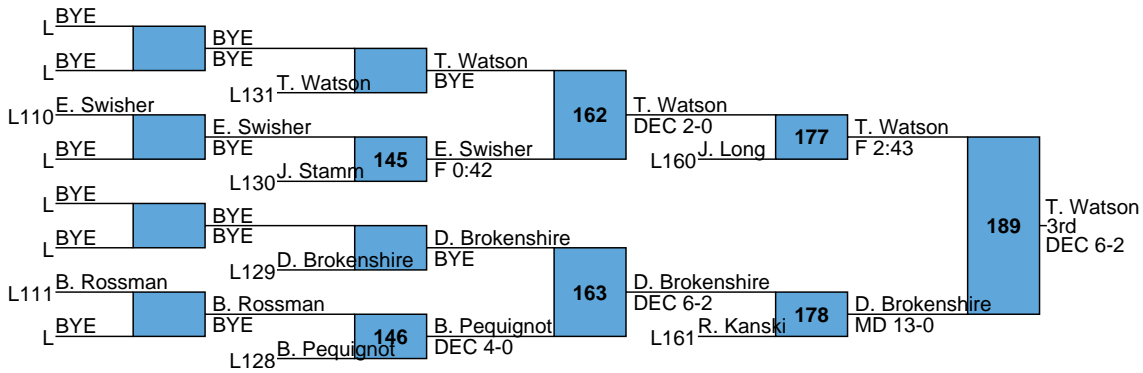 L BYE
BYE
BYE
L BYE
T. Watson
BYE
L131 T. Watson
L110 E. Swisher
162
T. Watson
DEC 2-0
E. Swisher
BYE
177
T. Watson
F 2:43
L BYE
145
E. Swisher
F 0:42
L160 J. Long
L130 J. Stamm
L BYE
BYE
BYE
189
T. Watson
3rd
DEC 6-2
L BYE
D. Brokenshire
BYE
L129 D. Brokenshire
L111 B. Rossman
163
D. Brokenshire
DEC 6-2
B. Rossman
BYE
178
D. Brokenshire
MD 13-0
L BYE
146
B. Pequignot
DEC 4-0
L161 R. Kanski
L128 B. Pequignot